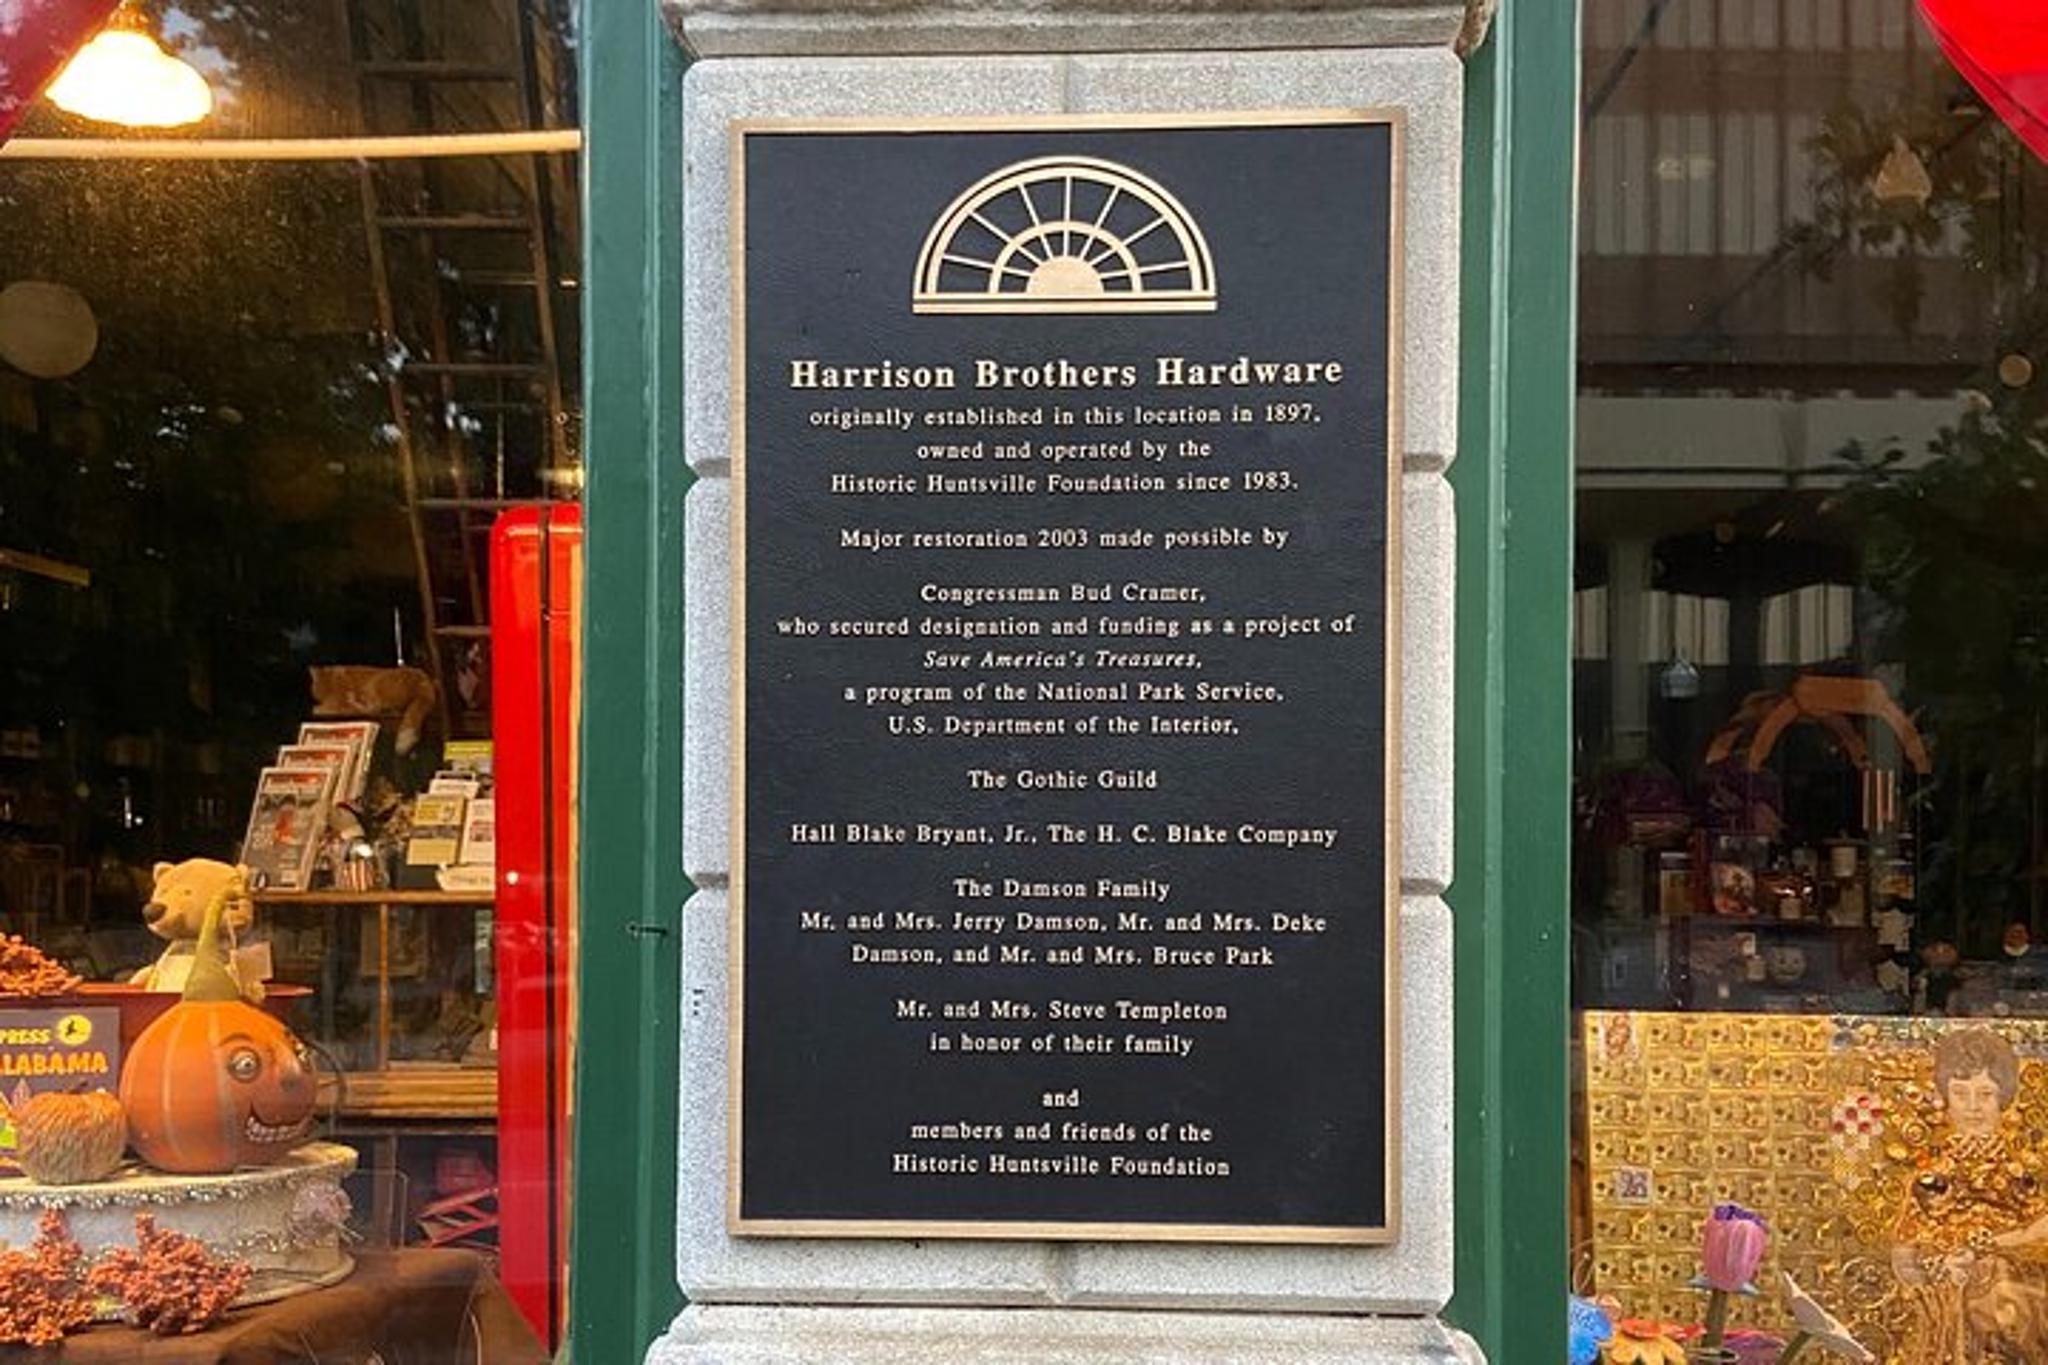 Harrison Brothers Hardware
originally established in this location in 1897,
owned and operated by the
Historic Huntsville Foundation since 1983.
Major restoration 2003 made possible by
Congressman Bud Cramer,
who secured designation and funding as a project of
Save America's Treasures,
a program of the National Park Service,
U.S. Department of the Interior,
The Gothic Guild
Hall Blake Bryant, Jr., The H. C. Blake Company
The Damson Family
Mr. and Mrs. Jerry Damson, Mr. and Mrs. Deke
Damson, and Mr. and Mrs. Bruce Park
Mr. and Mrs. Steve Templeton
in honor of their family
and
members and friends of the
Historic Huntsville Foundation
PRESS
LABAMA